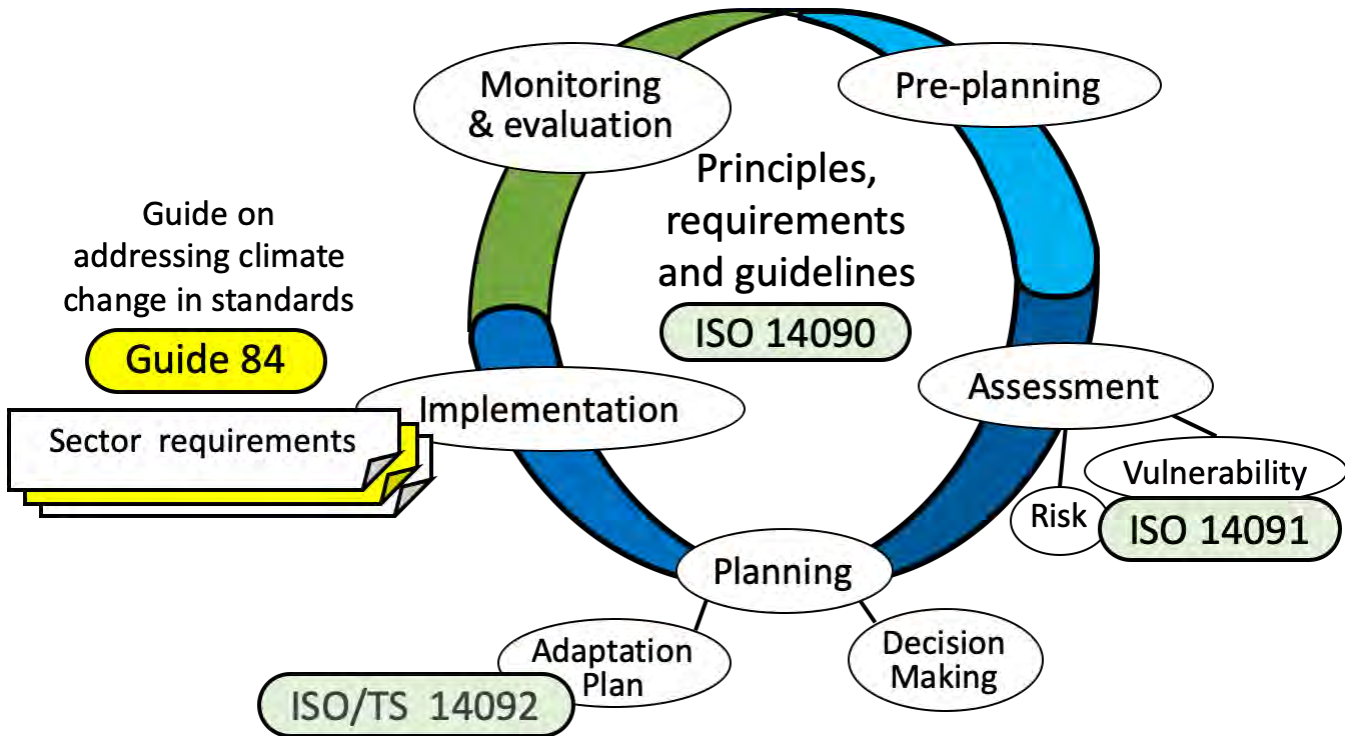 Monitoring
& evaluation
Pre-planning
Principles,
requirements
and guidelines
ISO 14090
Guide on
addressing climate
change in standards
Guide 84
Sector requirements
Implementation
Assessment
Vulnerability
Risk
ISO 14091
Planning
Adaptation
Plan
Decision
Making
ISO/TS 14092